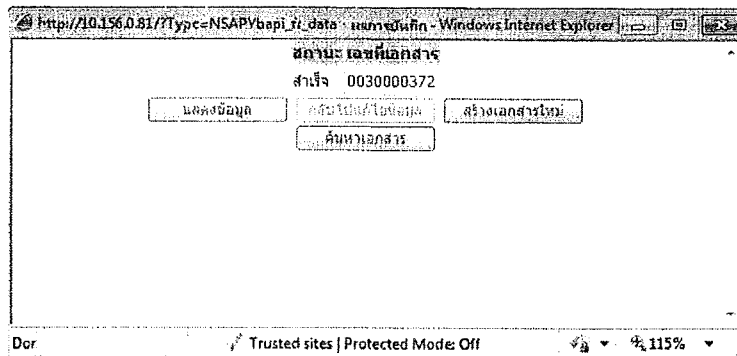 http://10.156.0.81/?Type=NSAPYbapi_fi_data - ผลการบันทึก - Windows Internet Explorer
สถานะ เลขที่เอกสาร
สำเร็จ 0030000372
แสดงข้อมูล กลับไปแก้ไขข้อมูล สร้างเอกสารใหม่
ค้นหาเอกสาร
Dor Trusted sites | Protected Mode: Off 115%